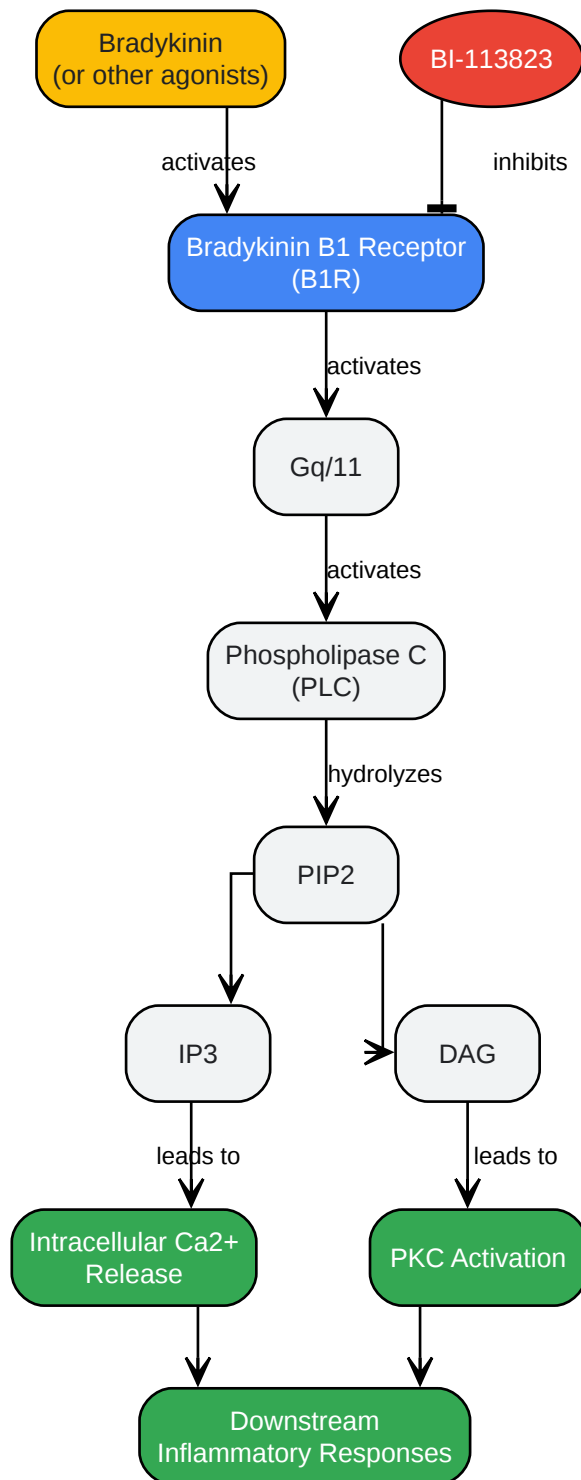 Bradykinin
(or other agonists)
BI-113823
activates
inhibits
Bradykinin B1 Receptor
(B1R)
activates
Gq/11
activates
Phospholipase C
(PLC)
hydrolyzes
PIP2
IP3
DAG
leads to
leads to
Intracellular Ca2+
Release
PKC Activation
Downstream
Inflammatory Responses